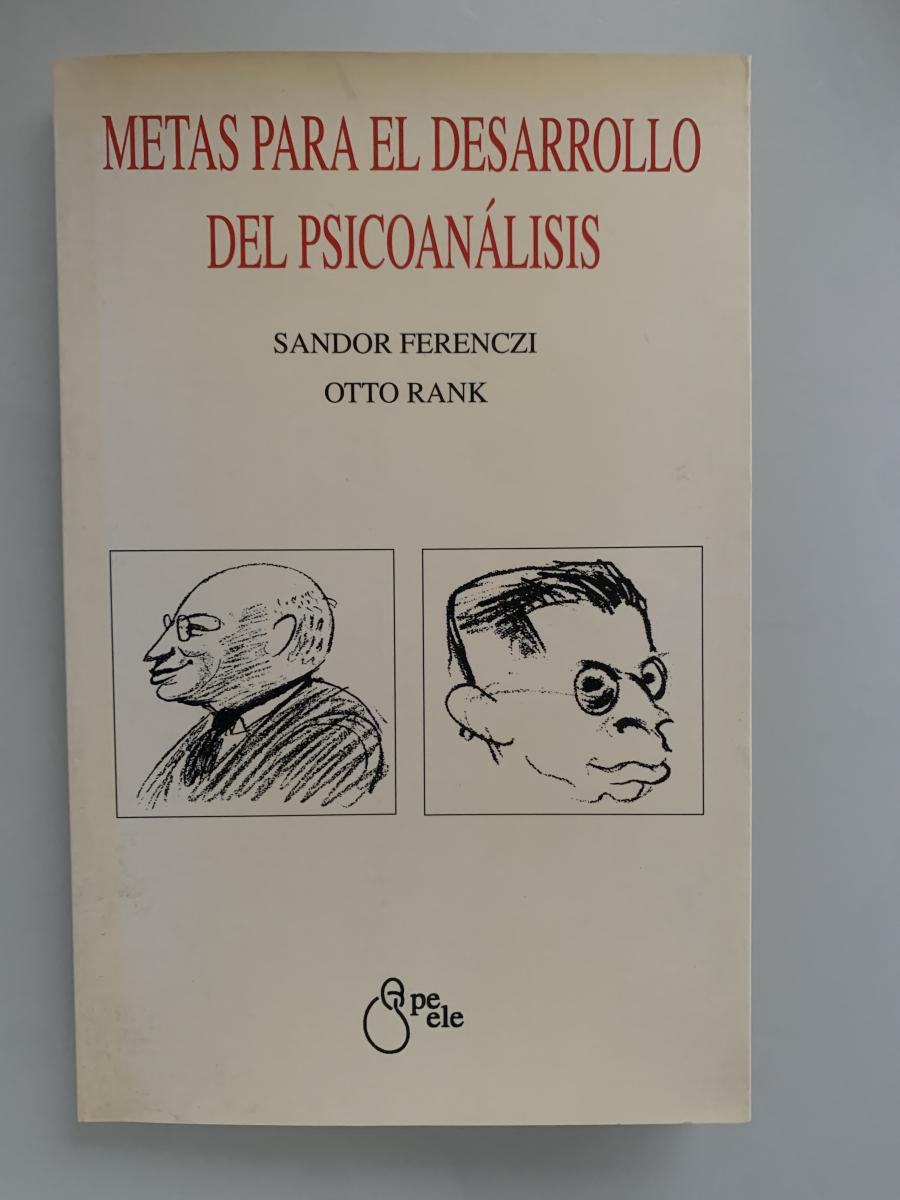 METAS PARA EL DESARROLLO
DEL PSICOANÁLISIS
SANDOR FERENCZI
OTTO RANK
pe
ele